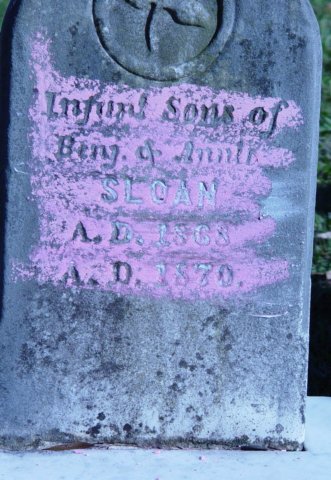 Infant Sons of
Benj. & Annie
SLOAN
A. D. 1868
A. D. 1870.